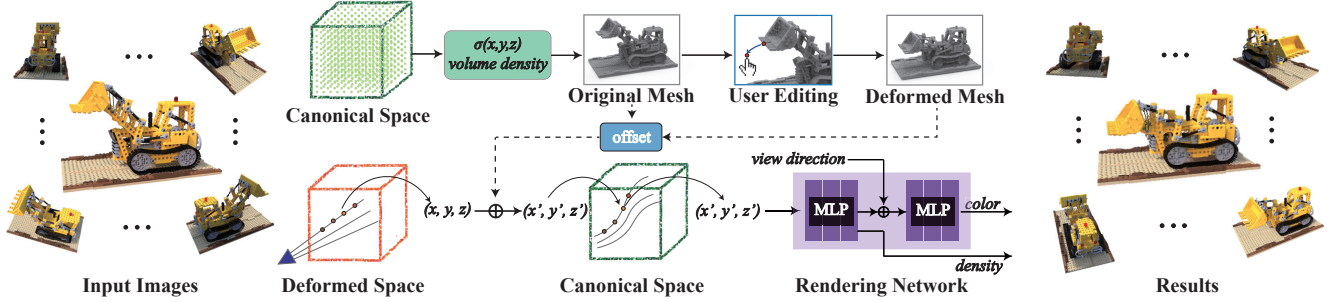 σ(x,y,z)
volume density
Canonical Space
Original Mesh
User Editing
Deformed Mesh
offset
view direction
(x, y, z)
(x', y', z')
(x', y', z')
MLP
MLP
color
density
Input Images
Deformed Space
Canonical Space
Rendering Network
Results